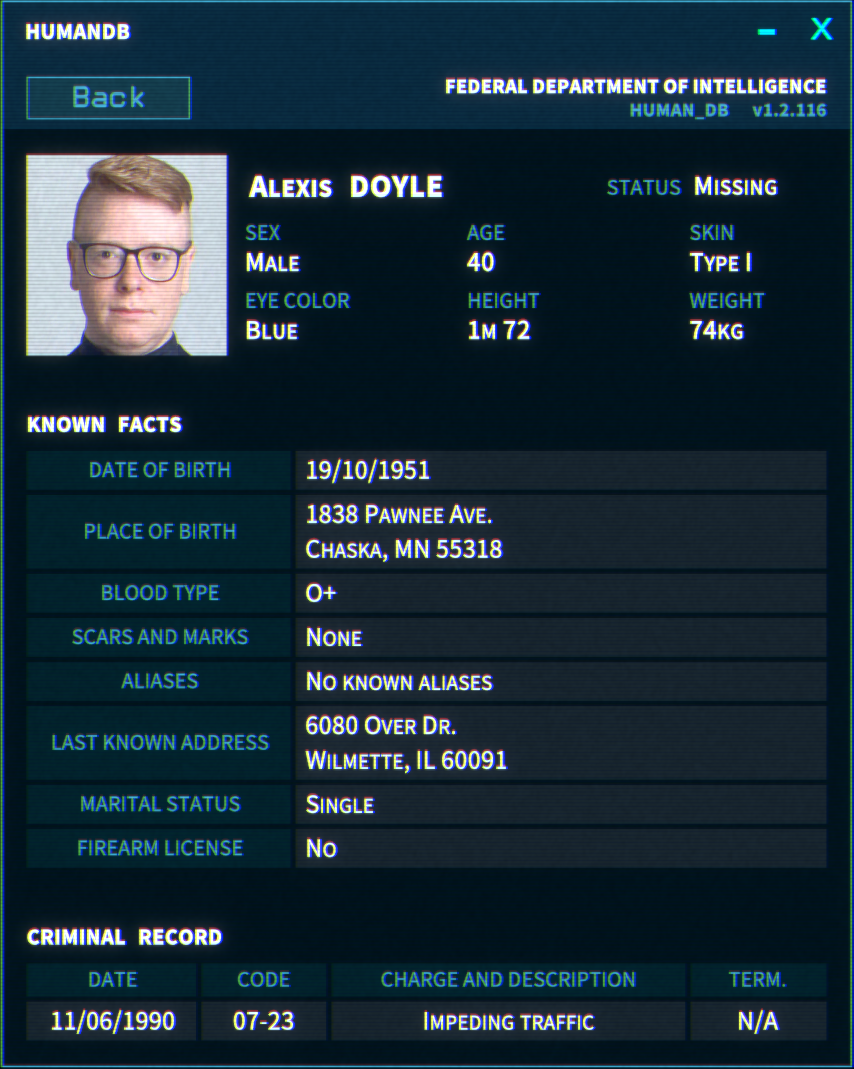 HUMANDB
– X
Back
FEDERAL DEPARTMENT OF INTELLIGENCE
HUMAN_DB v1.2.116
Alexis DOYLE
STATUS Missing
SEX AGE SKIN
Male 40 Type I
EYE COLOR HEIGHT WEIGHT
Blue 1m 72 74kg
KNOWN FACTS
DATE OF BIRTH 19/10/1951
PLACE OF BIRTH 1838 Pawnee Ave.
Chaska, MN 55318
BLOOD TYPE O+
SCARS AND MARKS None
ALIASES No known aliases
LAST KNOWN ADDRESS 6080 Over Dr.
Wilmette, IL 60091
MARITAL STATUS Single
FIREARM LICENSE No
CRIMINAL RECORD
DATE CODE CHARGE AND DESCRIPTION TERM.
11/06/1990 07-23 Impeding traffic N/A